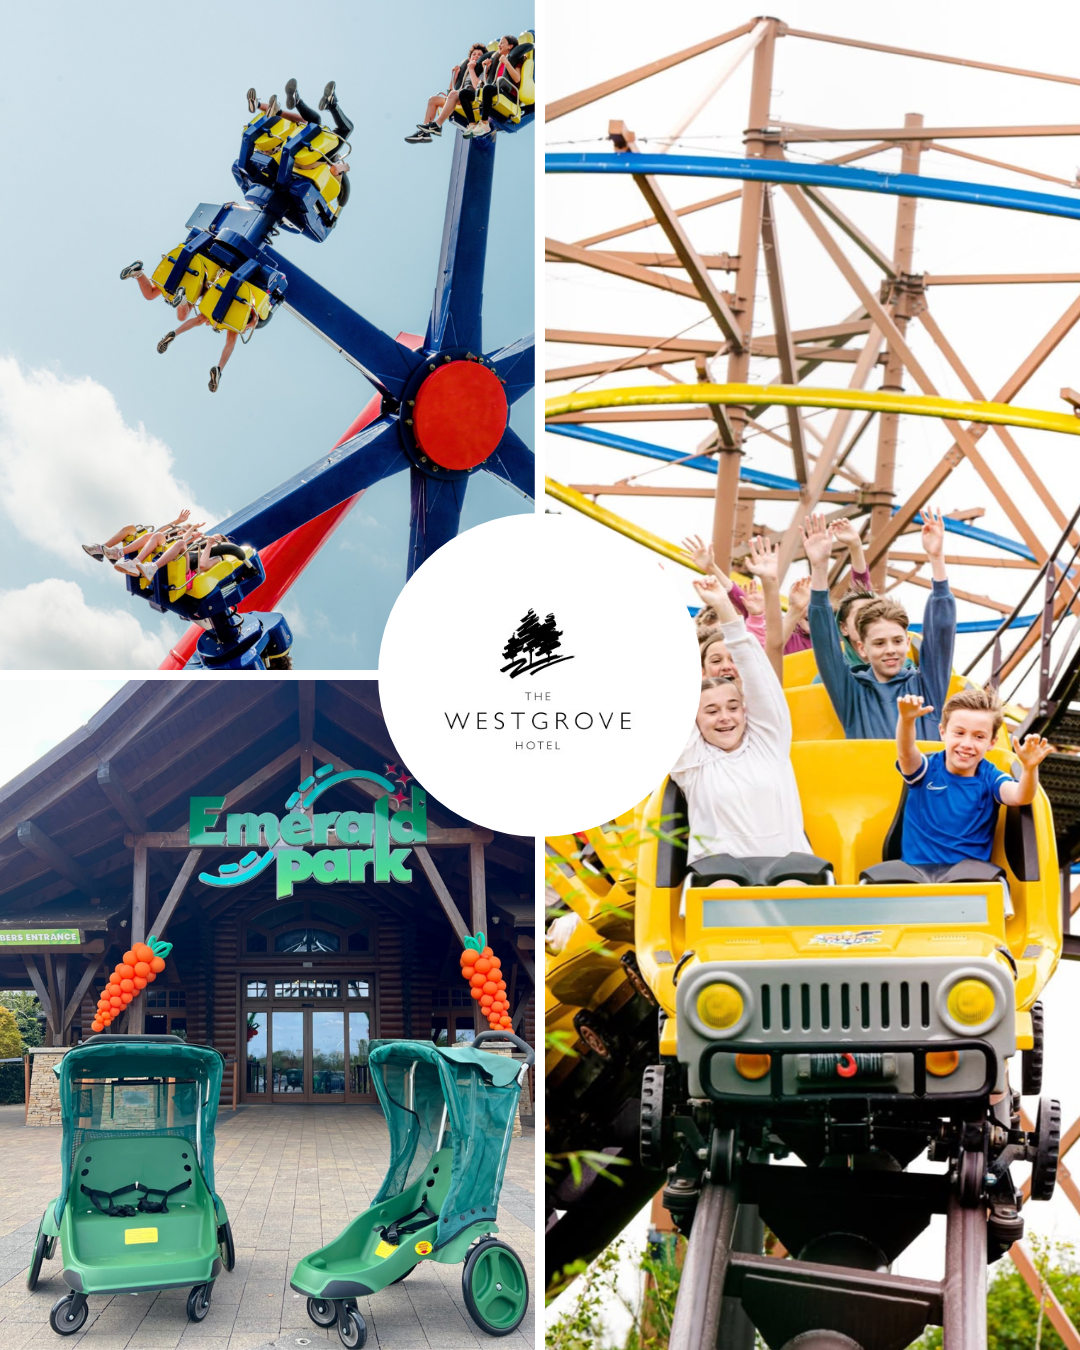 THE
WESTGROVE
HOTEL
Emerald
park
BERS ENTRANCE